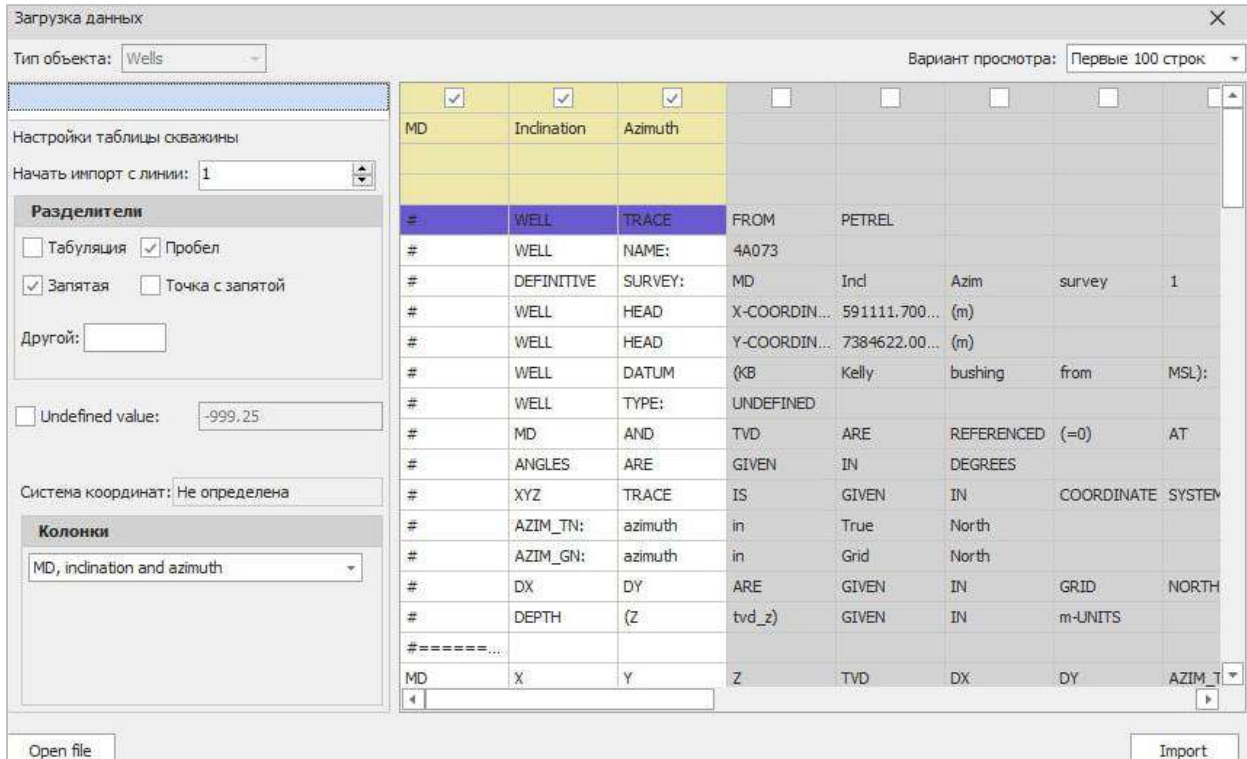 Загрузка данных
Тип объекта: Wells
Вариант просмотра: Первые 100 строк
Настройки таблицы скважины
Начать импорт с линии: 1
Разделители
Табуляция Пробел
Запятая Точка с запятой
Другой:
Undefined value: -999.25
Система координат: Не определена
Колонки
MD, inclination and azimuth
MD Inclination Azimuth
# WELL TRACE FROM PETREL
# WELL NAME: 4A073
# DEFINITIVE SURVEY: MD Incl Azim survey 1
# WELL HEAD X-COORDIN... 591111.700... (m)
# WELL HEAD Y-COORDIN... 7384622.00... (m)
# WELL DATUM (KB Kelly bushing from MSL):
# WELL TYPE: UNDEFINED
# MD AND TVD ARE REFERENCED (=0) AT
# ANGLES ARE GIVEN IN DEGREES
# XYZ TRACE IS GIVEN IN COORDINATE SYSTEM
# AZIM_TN: azimuth in True North
# AZIM_GN: azimuth in Grid North
# DX DY ARE GIVEN IN GRID NORTH
# DEPTH (Z tvd_z) GIVEN IN m-UNITS
#======...
MD X Y Z TVD DX DY AZIM_T
Open file
Import